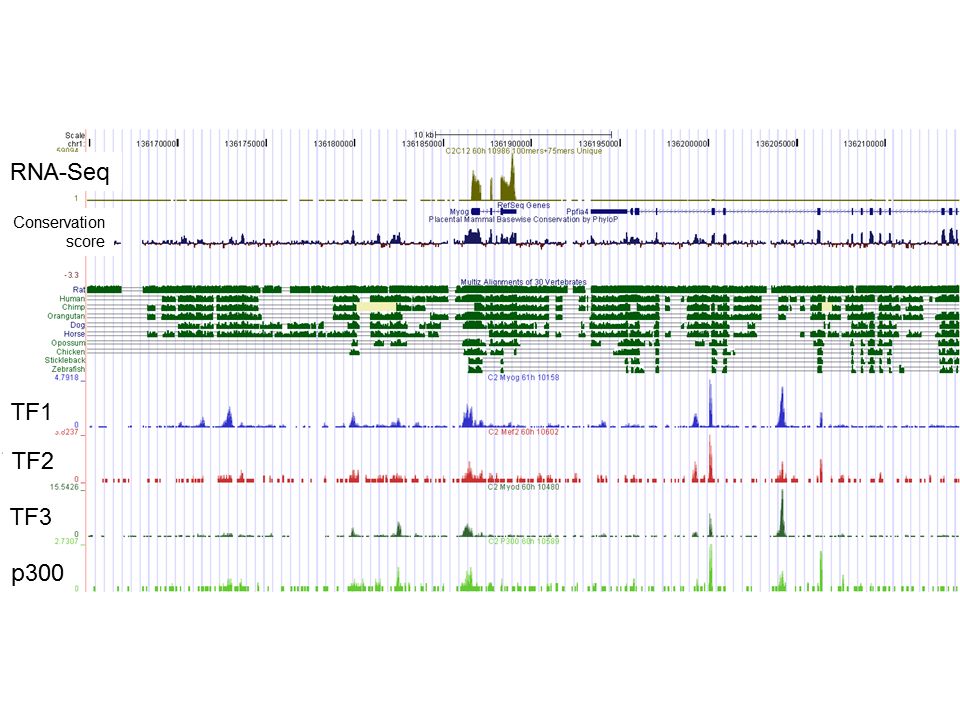 Scale
10 kb
chr1:
136170000
136175000
136180000
136185000
136190000
136195000
136200000
136205000
136210000
C2C12 60h 10986 100mers+75mers Unique
RNA-Seq
1
RefSeq Genes
Myog
Ppfia4
Placental Mammal Basewise Conservation by PhyloP
Conservation
score
-3.3
Multiz Alignments of 30 Vertebrates
Rat
Human
Chimp
Orangutan
Dog
Horse
Opossum
Chicken
Stickleback
Zebrafish
4.7918
C2 Myog 61h 10158
TF1
0
C2 Mef2 60h 10602
TF2
0
15.5426
C2 Myod 60h 10480
TF3
0
2.7307
C2 P300 60h 10589
p300
0